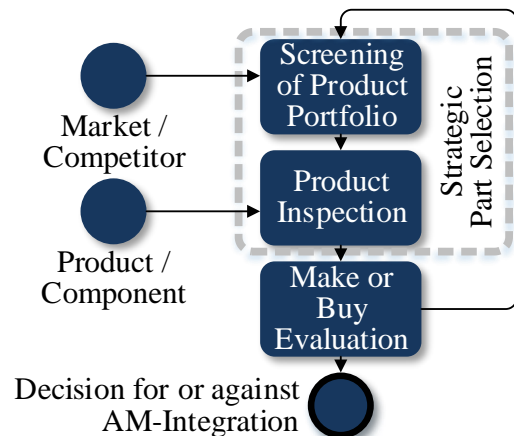 Screening
of Product
Portfolio
Market /
Competitor
Strategic
Part Selection
Product
Inspection
Product /
Component
Make or
Buy
Evaluation
Decision for or against
AM-Integration